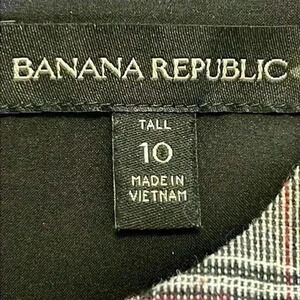 BANANA REPUBLIC
TALL
10
MADE IN
VIETNAM